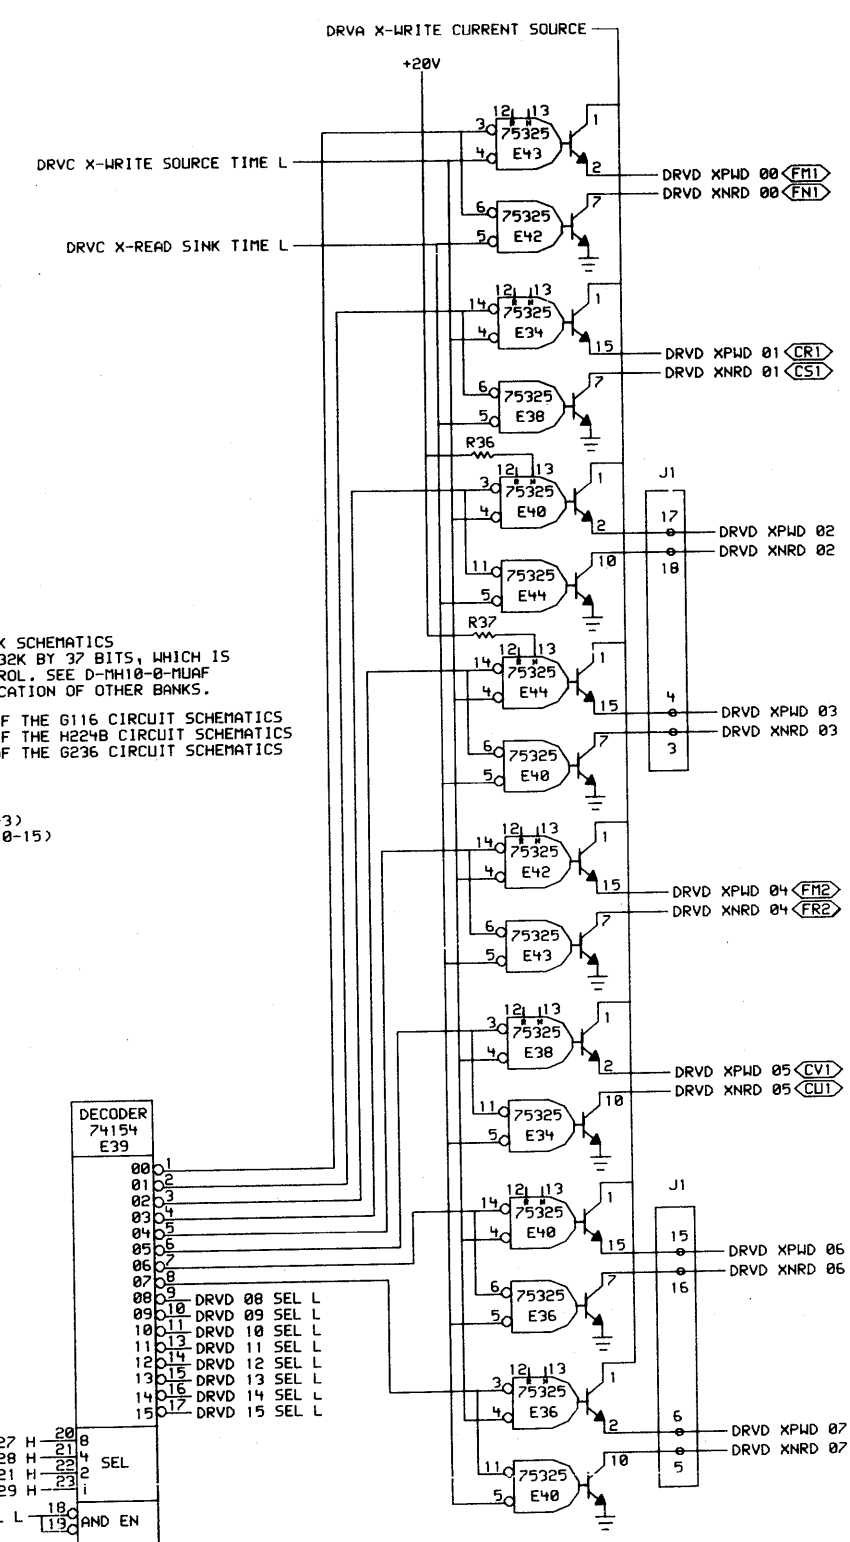 DRVA X-WRITE CURRENT SOURCE
+20V
12 13
1
3
75325
E43
4
2
DRVC X-WRITE SOURCE TIME L
DRVD XPWD 00 FM1
DRVD XNRD 00 FN1
7
6
75325
E42
5
DRVC X-READ SINK TIME L
12 13
1
14
75325
E34
4
15
DRVD XPWD 01 CR1
DRVD XNRD 01 CS1
7
6
75325
E38
5
R36
12 13
1
J1
3
75325
E40
4
2
17
DRVD XPWD 02
DRVD XNRD 02
10
18
11
75325
E44
5
R37
12 13
1
14
75325
E44
4
15
4
DRVD XPWD 03
DRVD XNRD 03
7
3
6
75325
E40
5
K SCHEMATICS
32K BY 37 BITS, WHICH IS
ROL. SEE D-MH10-0-MUAF
CATION OF OTHER BANKS.
F THE G116 CIRCUIT SCHEMATICS
F THE H224B CIRCUIT SCHEMATICS
F THE G236 CIRCUIT SCHEMATICS
-3)
0-15)
12 13
1
14
75325
E42
4
15
DRVD XPWD 04 FM2
DRVD XNRD 04 FR2
7
6
75325
E43
5
12 13
1
3
75325
E38
4
2
DRVD XPWD 05 CV1
DRVD XNRD 05 CU1
10
11
75325
E34
5
12 13
1
J1
14
75325
E40
4
15
15
DRVD XPWD 06
DRVD XNRD 06
7
16
6
75325
E36
5
12 13
1
3
75325
E36
4
2
6
DRVD XPWD 07
DRVD XNRD 07
10
5
11
75325
E40
5
DECODER
74154
E39
00 1
01 2
02 3
03 4
04 5
05 6
06 7
07 8
08 9 DRVD 08 SEL L
09 10 DRVD 09 SEL L
10 11 DRVD 10 SEL L
11 13 DRVD 11 SEL L
12 14 DRVD 12 SEL L
13 15 DRVD 13 SEL L
14 16 DRVD 14 SEL L
15 17 DRVD 15 SEL L
27 H 20 8
28 H 21 4
21 H 22 2
29 H 23 i
SEL
L 18
19
AND EN